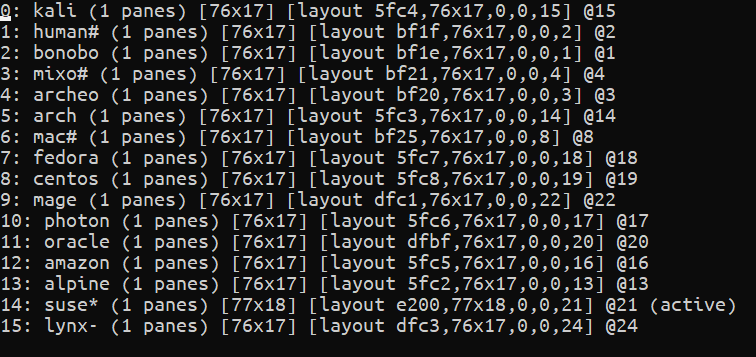 0: kali (1 panes) [76x17] [layout 5fc4,76x17,0,0,15] @15
1: human# (1 panes) [76x17] [layout bf1f,76x17,0,0,2] @2
2: bonobo (1 panes) [76x17] [layout bf1e,76x17,0,0,1] @1
3: mixo# (1 panes) [76x17] [layout bf21,76x17,0,0,4] @4
4: archeo (1 panes) [76x17] [layout bf20,76x17,0,0,3] @3
5: arch (1 panes) [76x17] [layout 5fc3,76x17,0,0,14] @14
6: mac# (1 panes) [76x17] [layout bf25,76x17,0,0,8] @8
7: fedora (1 panes) [76x17] [layout 5fc7,76x17,0,0,18] @18
8: centos (1 panes) [76x17] [layout 5fc8,76x17,0,0,19] @19
9: mage (1 panes) [76x17] [layout dfc1,76x17,0,0,22] @22
10: photon (1 panes) [76x17] [layout 5fc6,76x17,0,0,17] @17
11: oracle (1 panes) [76x17] [layout dfbf,76x17,0,0,20] @20
12: amazon (1 panes) [76x17] [layout 5fc5,76x17,0,0,16] @16
13: alpine (1 panes) [76x17] [layout 5fc2,76x17,0,0,13] @13
14: suse* (1 panes) [77x18] [layout e200,77x18,0,0,21] @21 (active)
15: lynx- (1 panes) [76x17] [layout dfc3,76x17,0,0,24] @24